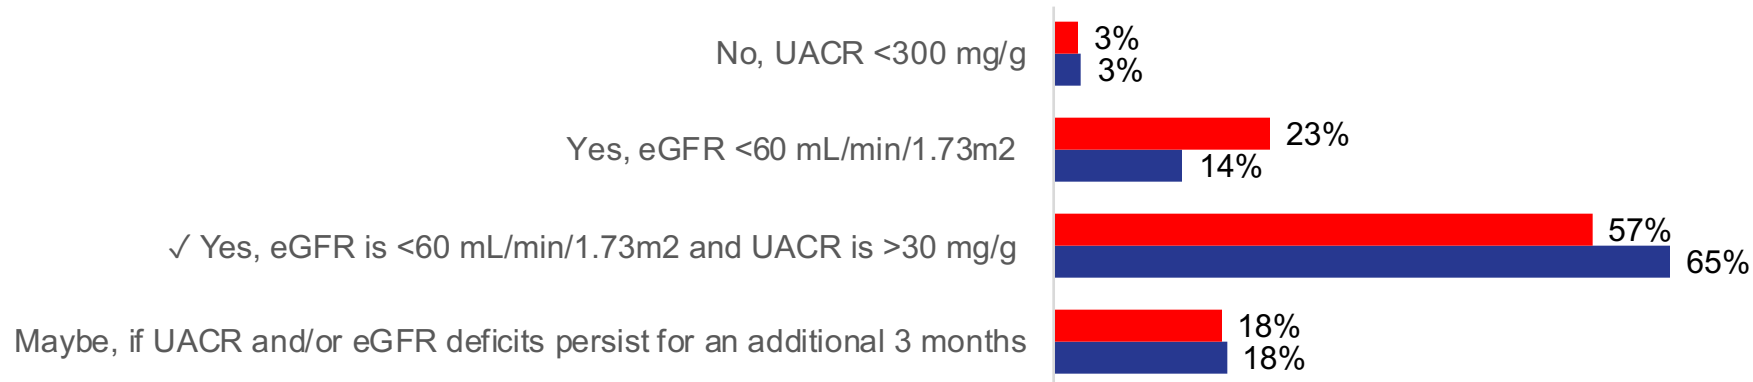 No, UACR <300 mg/g
3%
3%
Yes, eGFR <60 mL/min/1.73m2
23%
14%
✓ Yes, eGFR is <60 mL/min/1.73m2 and UACR is >30 mg/g
57%
65%
Maybe, if UACR and/or eGFR deficits persist for an additional 3 months
18%
18%